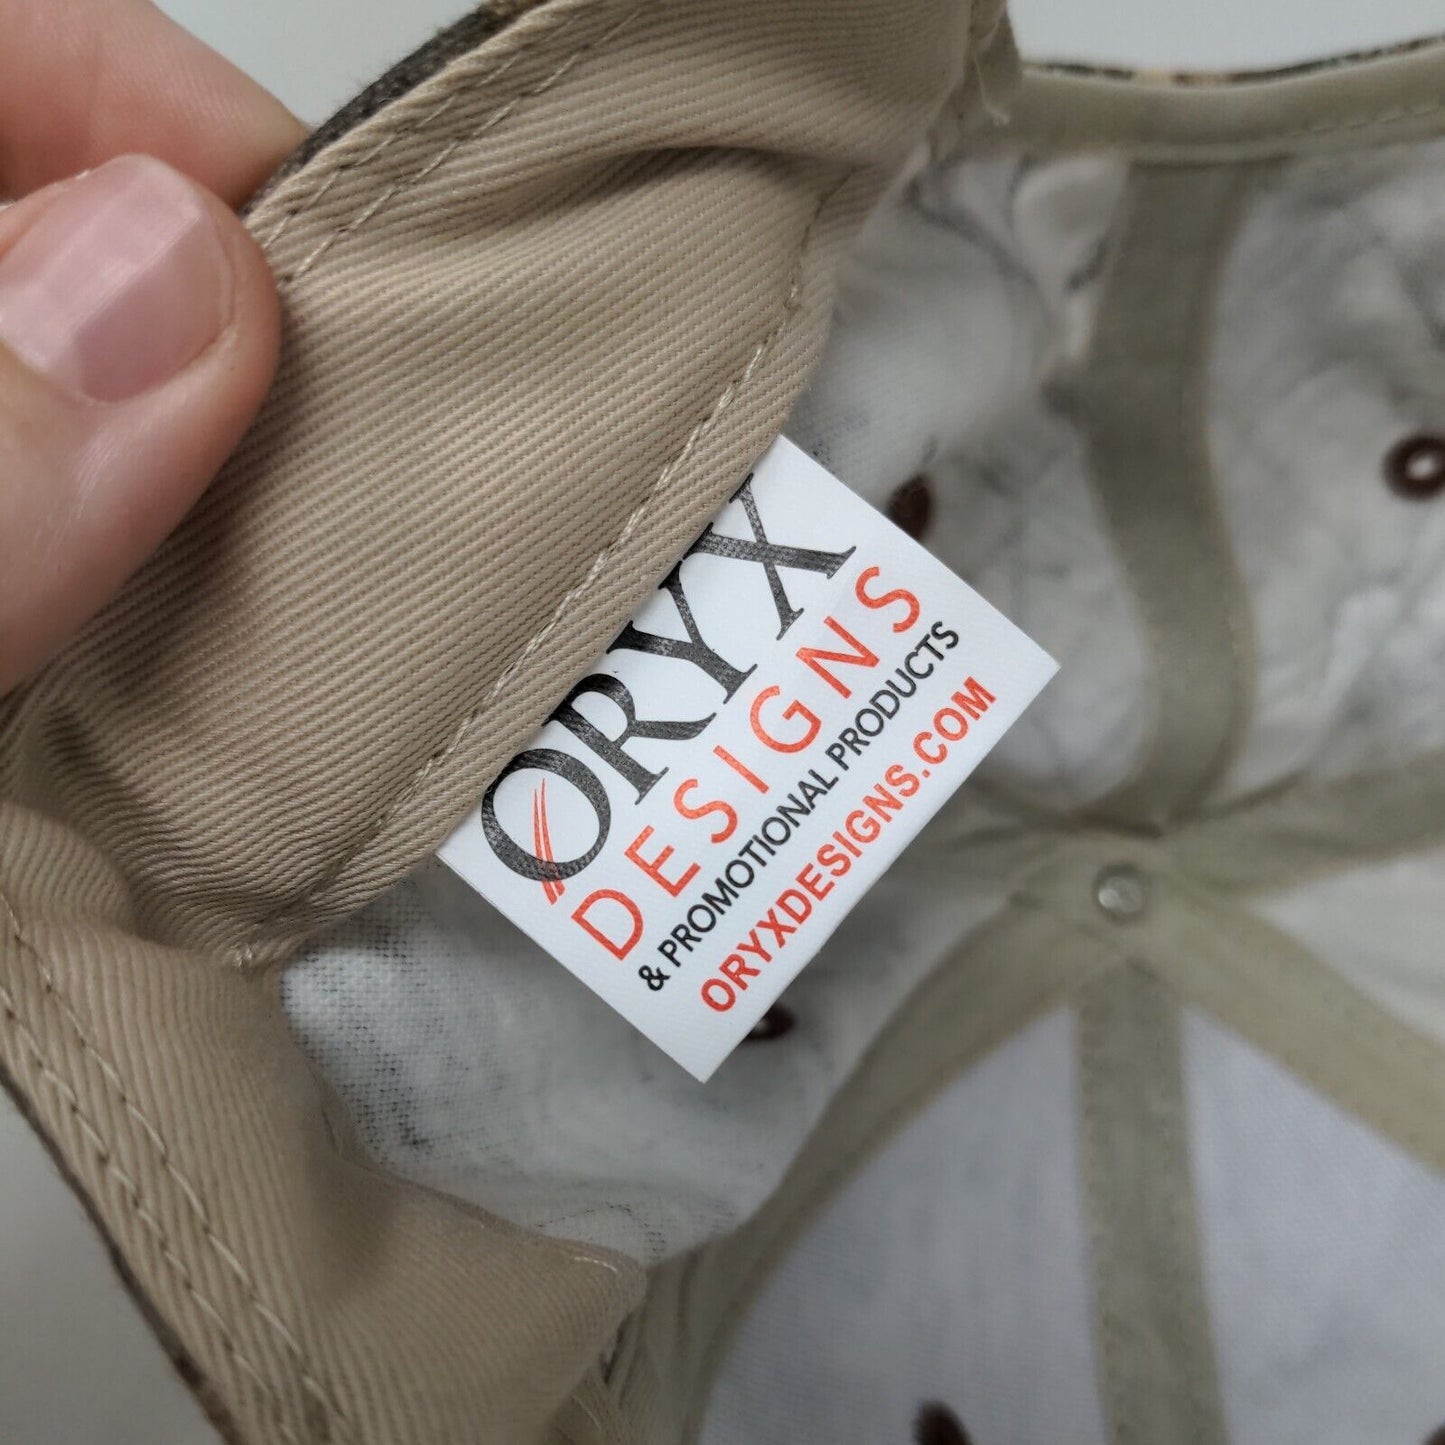 ORYX
DESIGNS
& PROMOTIONAL PRODUCTS
ORYXDESIGNS.COM